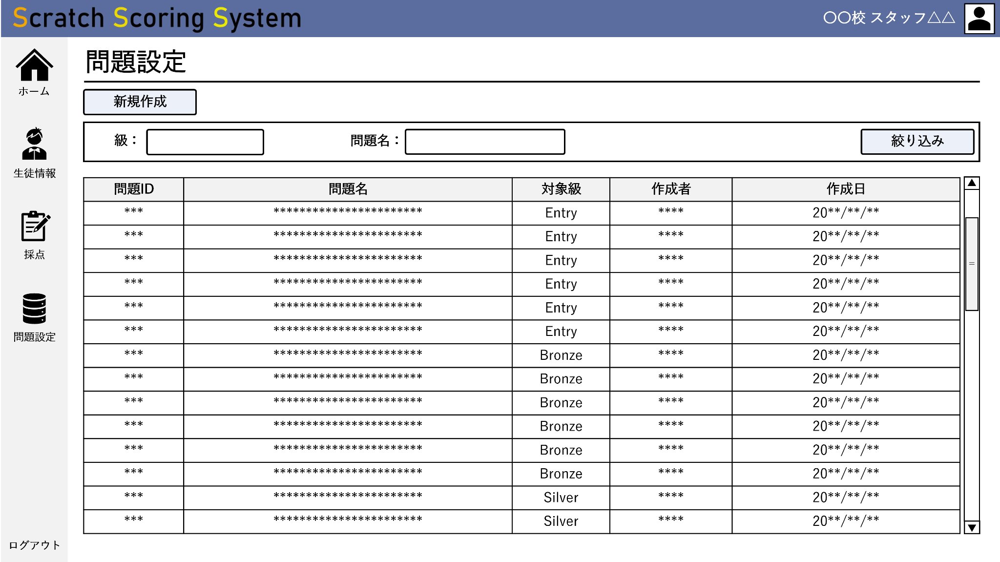 Scratch Scoring System
〇〇校 スタッフ△△
ホーム
生徒情報
採点
問題設定
ログアウト
問題設定
新規作成
級： 問題名： 絞り込み
問題ID 問題名 対象級 作成者 作成日
*** *********************** Entry **** 20**/**/**
*** *********************** Entry **** 20**/**/**
*** *********************** Entry **** 20**/**/**
*** *********************** Entry **** 20**/**/**
*** *********************** Entry **** 20**/**/**
*** *********************** Entry **** 20**/**/**
*** *********************** Bronze **** 20**/**/**
*** *********************** Bronze **** 20**/**/**
*** *********************** Bronze **** 20**/**/**
*** *********************** Bronze **** 20**/**/**
*** *********************** Bronze **** 20**/**/**
*** *********************** Bronze **** 20**/**/**
*** *********************** Silver **** 20**/**/**
*** *********************** Silver **** 20**/**/**